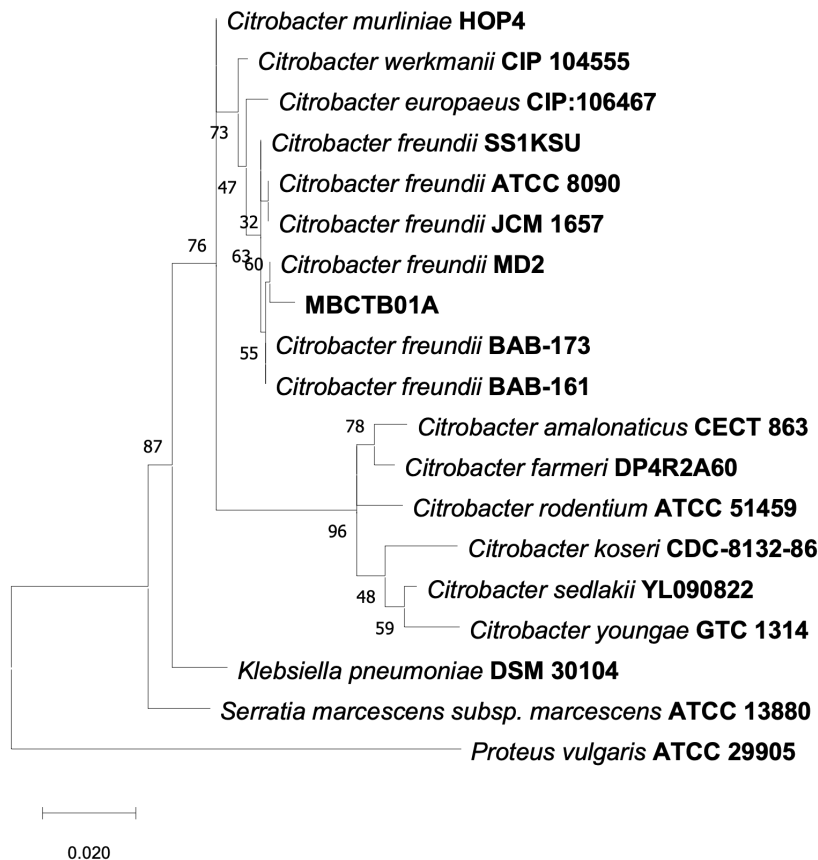 Citrobacter murliniae HOP4
Citrobacter werkmanii CIP 104555
Citrobacter europaeus CIP:106467
73
Citrobacter freundii SS1KSU
Citrobacter freundii ATCC 8090
47
Citrobacter freundii JCM 1657
32
76
63
60
Citrobacter freundii MD2
MBCTB01A
Citrobacter freundii BAB-173
55
Citrobacter freundii BAB-161
78
Citrobacter amalonaticus CECT 863
87
Citrobacter farmeri DP4R2A60
Citrobacter rodentium ATCC 51459
96
Citrobacter koseri CDC-8132-86
Citrobacter sedlakii YL090822
48
59
Citrobacter youngae GTC 1314
Klebsiella pneumoniae DSM 30104
Serratia marcescens subsp. marcescens ATCC 13880
Proteus vulgaris ATCC 29905
0.020